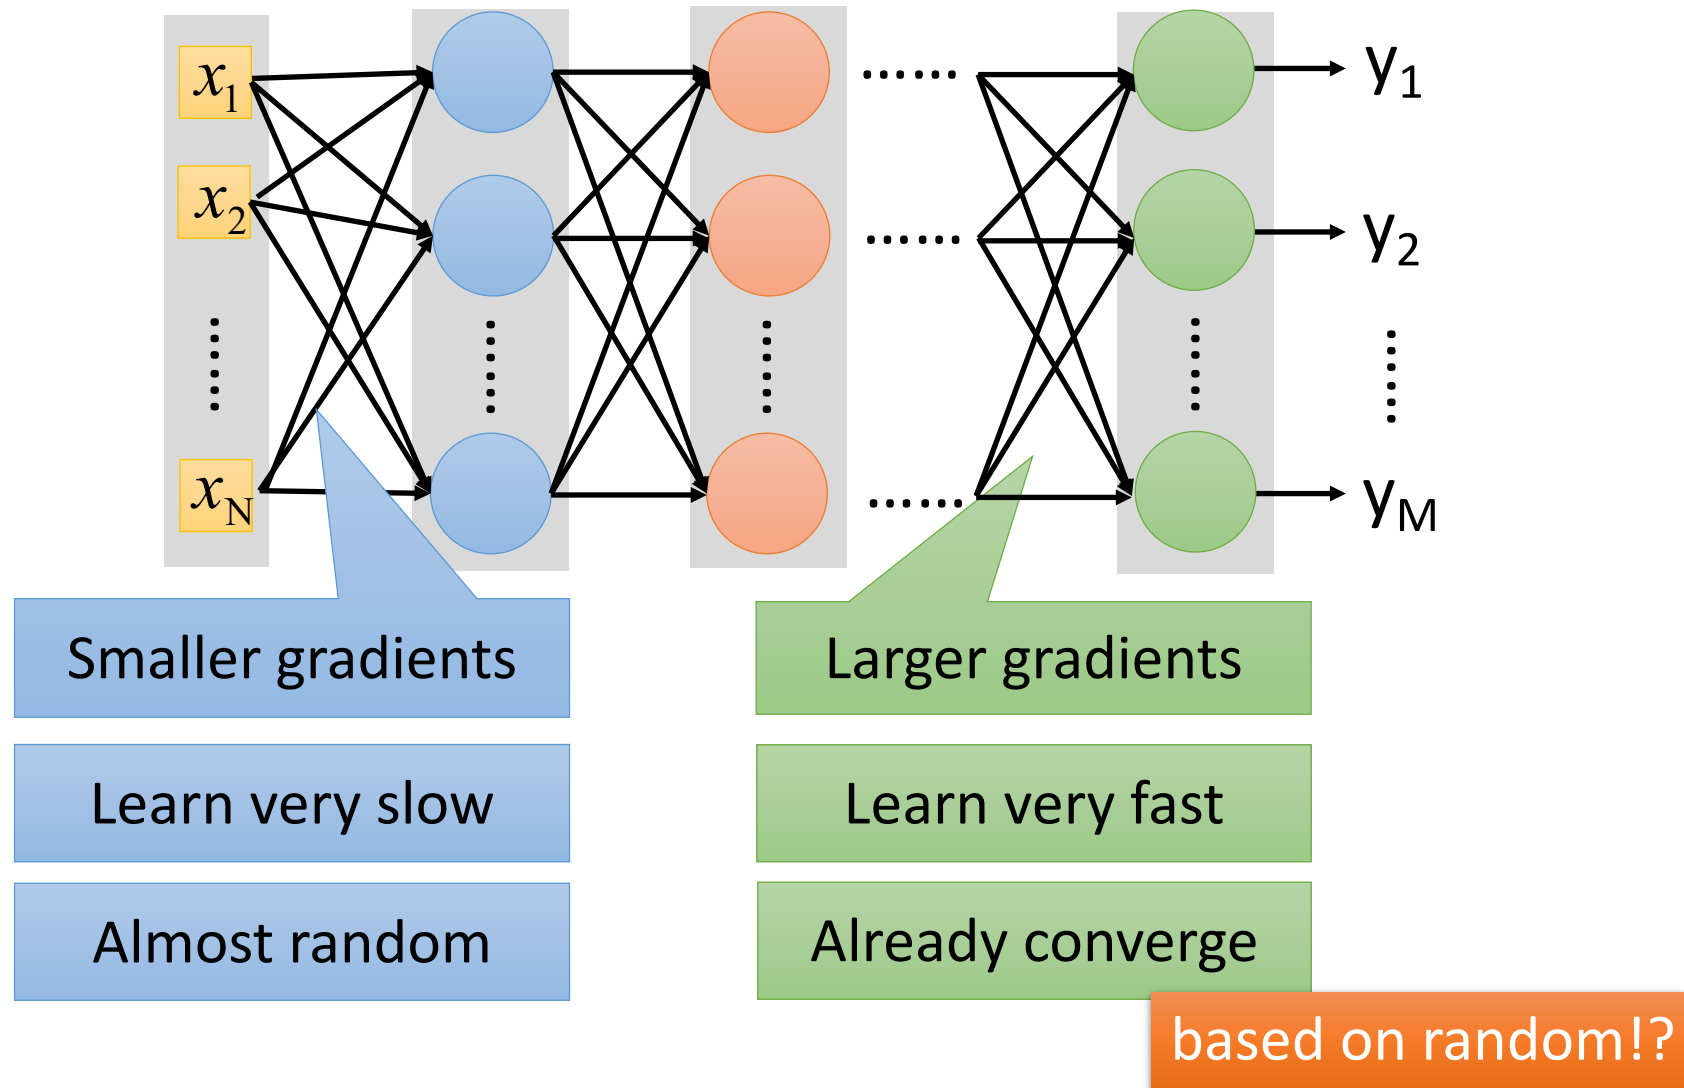 x1
y1
x2
y2
xN
yM
Smaller gradients
Larger gradients
Learn very slow
Learn very fast
Almost random
Already converge
based on random!?